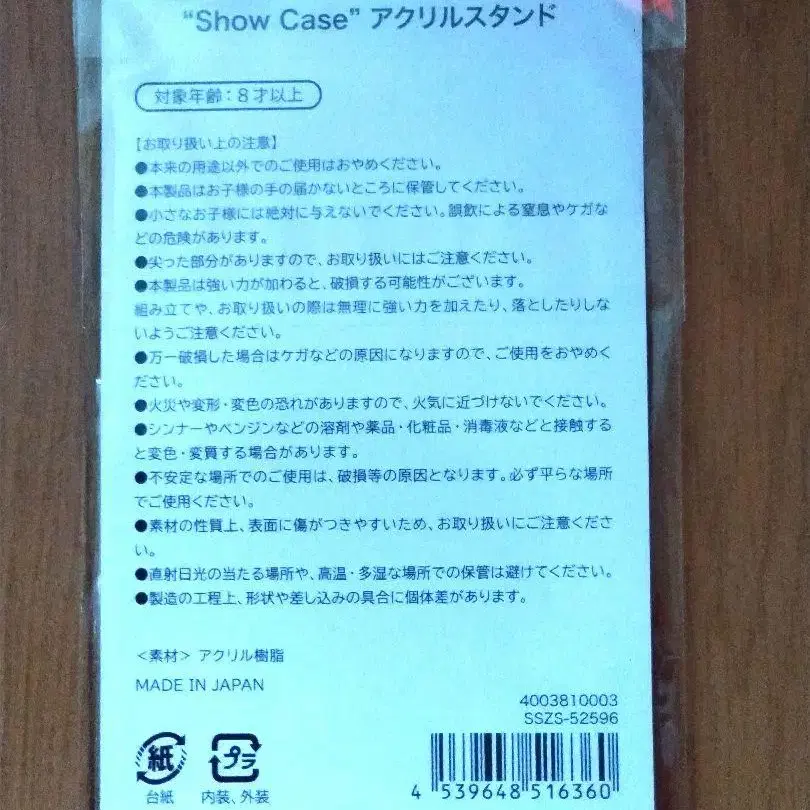 “Show Case” アクリルスタンド
対象年齢：8才以上
【お取り扱い上の注意】
●本来の用途以外でのご使用はおやめください。
●本製品はお子様の手の届かないところに保管してください。
●小さなお子様には絶対に与えないでください。誤飲による窒息やケガな
どの危険があります。
●尖った部分がありますので、お取り扱いにはご注意ください。
●本製品は強い力が加わると、破損する可能性がございます。
組み立てや、お取り扱いの際は無理に強い力を加えたり、落としたりしな
いようご注意ください。
●万一破損した場合はケガなどの原因になりますので、ご使用をおやめく
ださい。
●火災や変形・変色の恐れがありますので、火気に近づけないでください。
●シンナーやベンジンなどの溶剤や薬品・化粧品・消毒液などと接触する
と変色・変質する場合があります。
●不安定な場所でのご使用は、破損等の原因となります。必ず平らな場所
でご使用ください。
●素材の性質上、表面に傷がつきやすいため、お取り扱いにご注意くださ
い。
●直射日光の当たる場所や、高温・多湿な場所での保管は避けてください。
●製造の工程上、形状や差し込みの具合に個体差があります。
＜素材＞ アクリル樹脂
MADE IN JAPAN
4003810003
SSZS-52596
紙 プラ
台紙 内装、外装
4 539648 516360